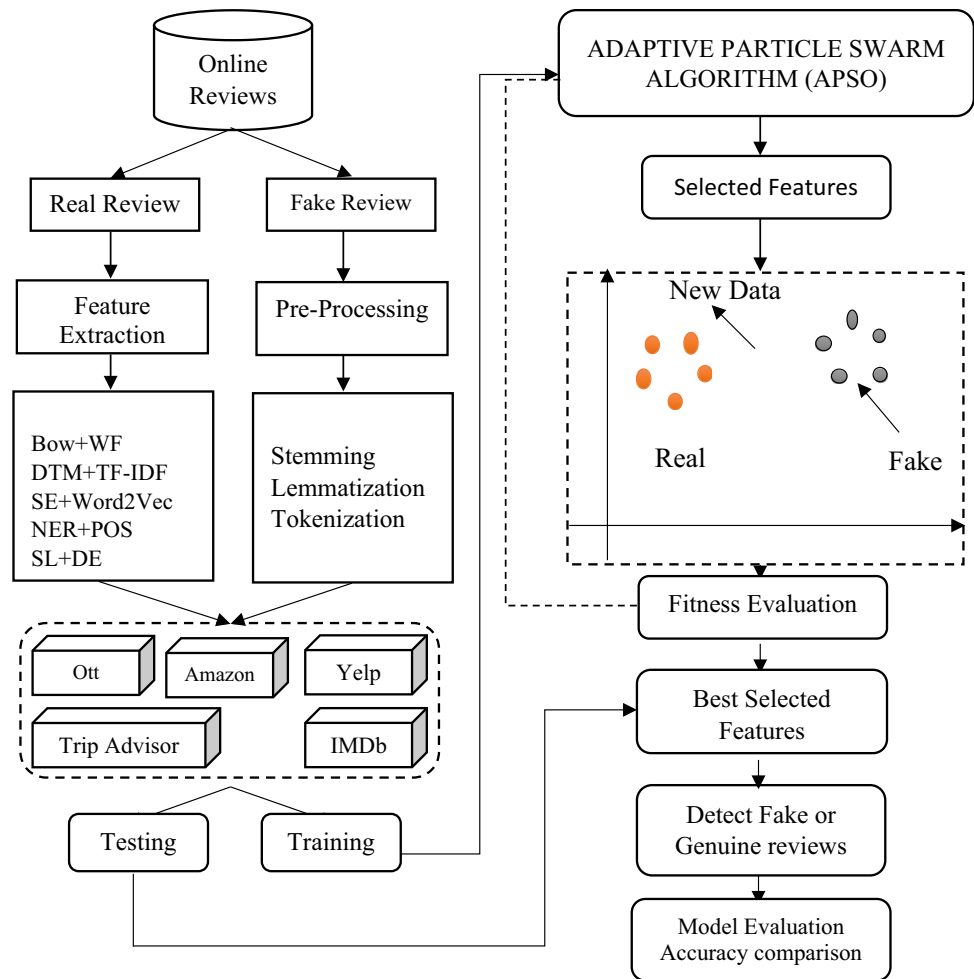 Online
Reviews
Real Review
Fake Review
Feature
Extraction
Pre-Processing
Bow+WF
DTM+TF-IDF
SE+Word2Vec
NER+POS
SL+DE
Stemming
Lemmatization
Tokenization
Ott
Amazon
Yelp
Trip Advisor
IMDb
Testing
Training
ADAPTIVE PARTICLE SWARM
ALGORITHM (APSO)
Selected Features
New Data
Real
Fake
Fitness Evaluation
Best Selected
Features
Detect Fake or
Genuine reviews
Model Evaluation
Accuracy comparison